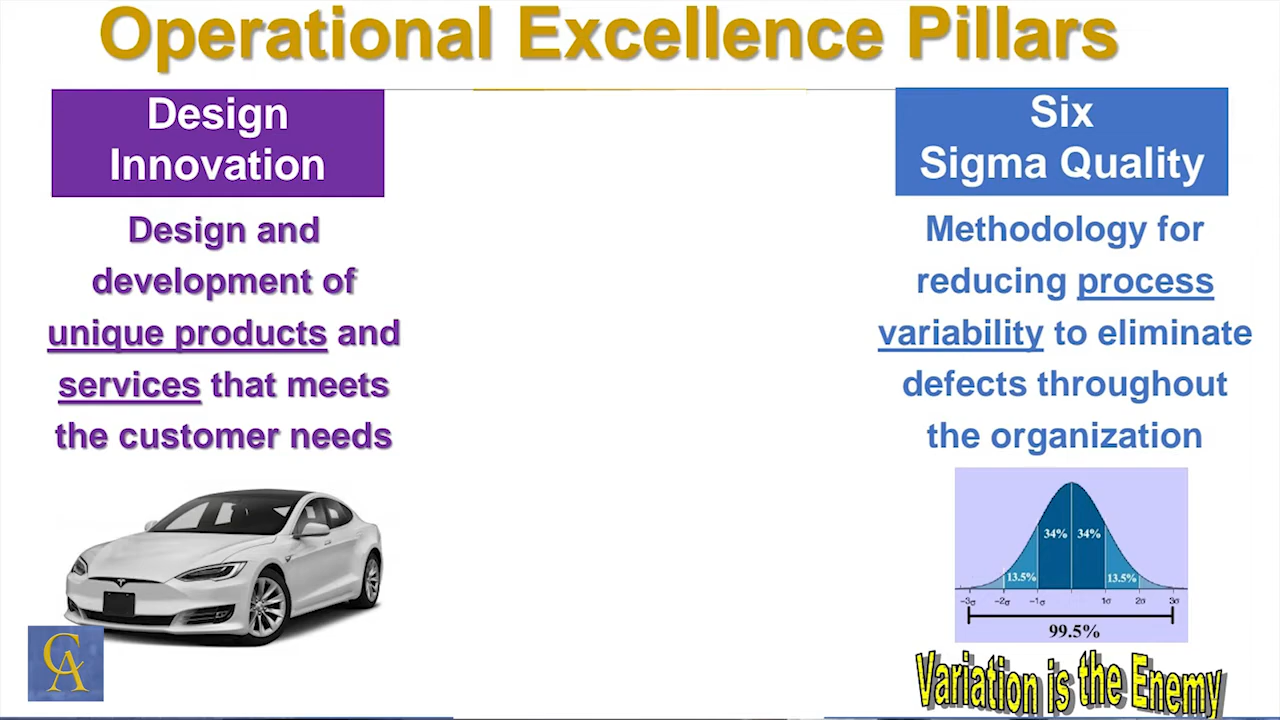 Operational Excellence Pillars
Design
Innovation
Design and
development of
unique products and
services that meets
the customer needs
CA
Six
Sigma Quality
Methodology for
reducing process
variability to eliminate
defects throughout
the organization
34% 34%
13.5% 13.5%
-3σ -2σ -1σ 1σ 2σ 3σ
99.5%
Variation is the Enemy